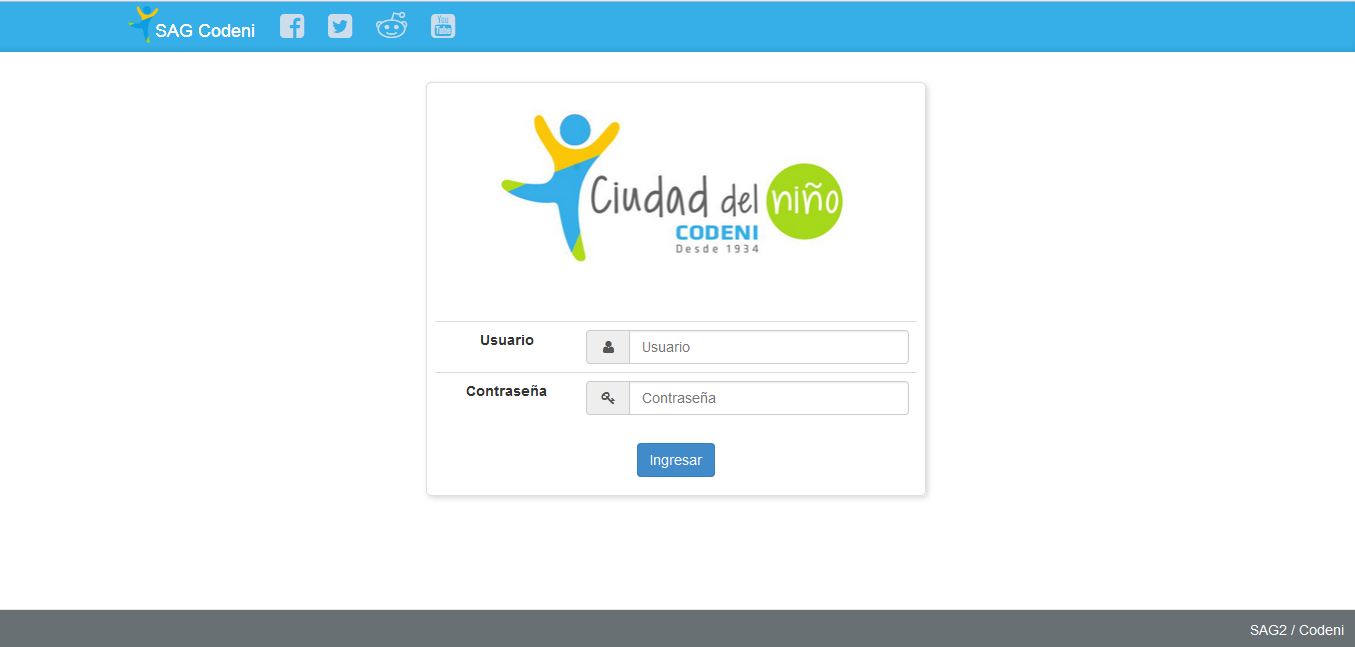 SAG Codeni
You
Tube
Ciudad del niño
CODENI
Desde 1934
Usuario
Usuario
Contraseña
Contraseña
Ingresar
SAG2 / Codeni